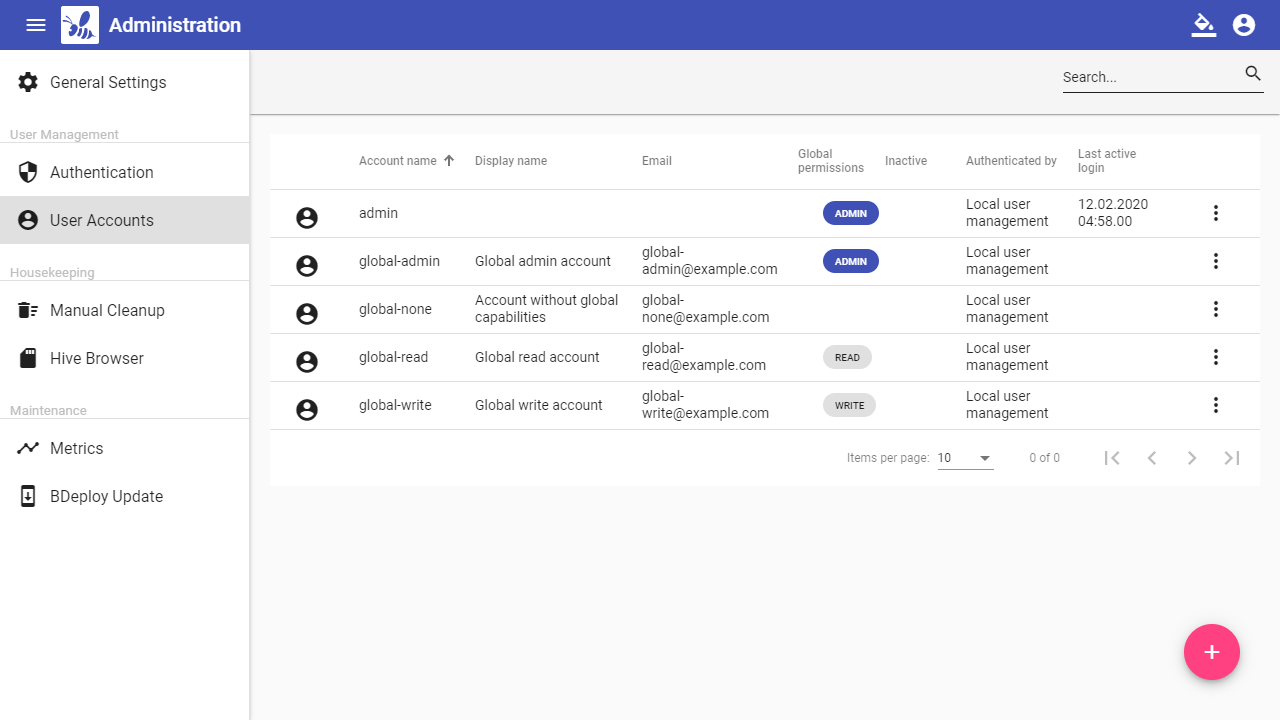 Administration
General Settings
User Management
Authentication
User Accounts
Housekeeping
Manual Cleanup
Hive Browser
Maintenance
Metrics
BDeploy Update
Search...
Account name Display name Email Global permissions Inactive Authenticated by Last active login
admin ADMIN Local user management 12.02.2020 04:58.00
global-admin Global admin account global-admin@example.com ADMIN Local user management
global-none Account without global capabilities global-none@example.com Local user management
global-read Global read account global-read@example.com READ Local user management
global-write Global write account global-write@example.com WRITE Local user management
Items per page: 10 0 of 0